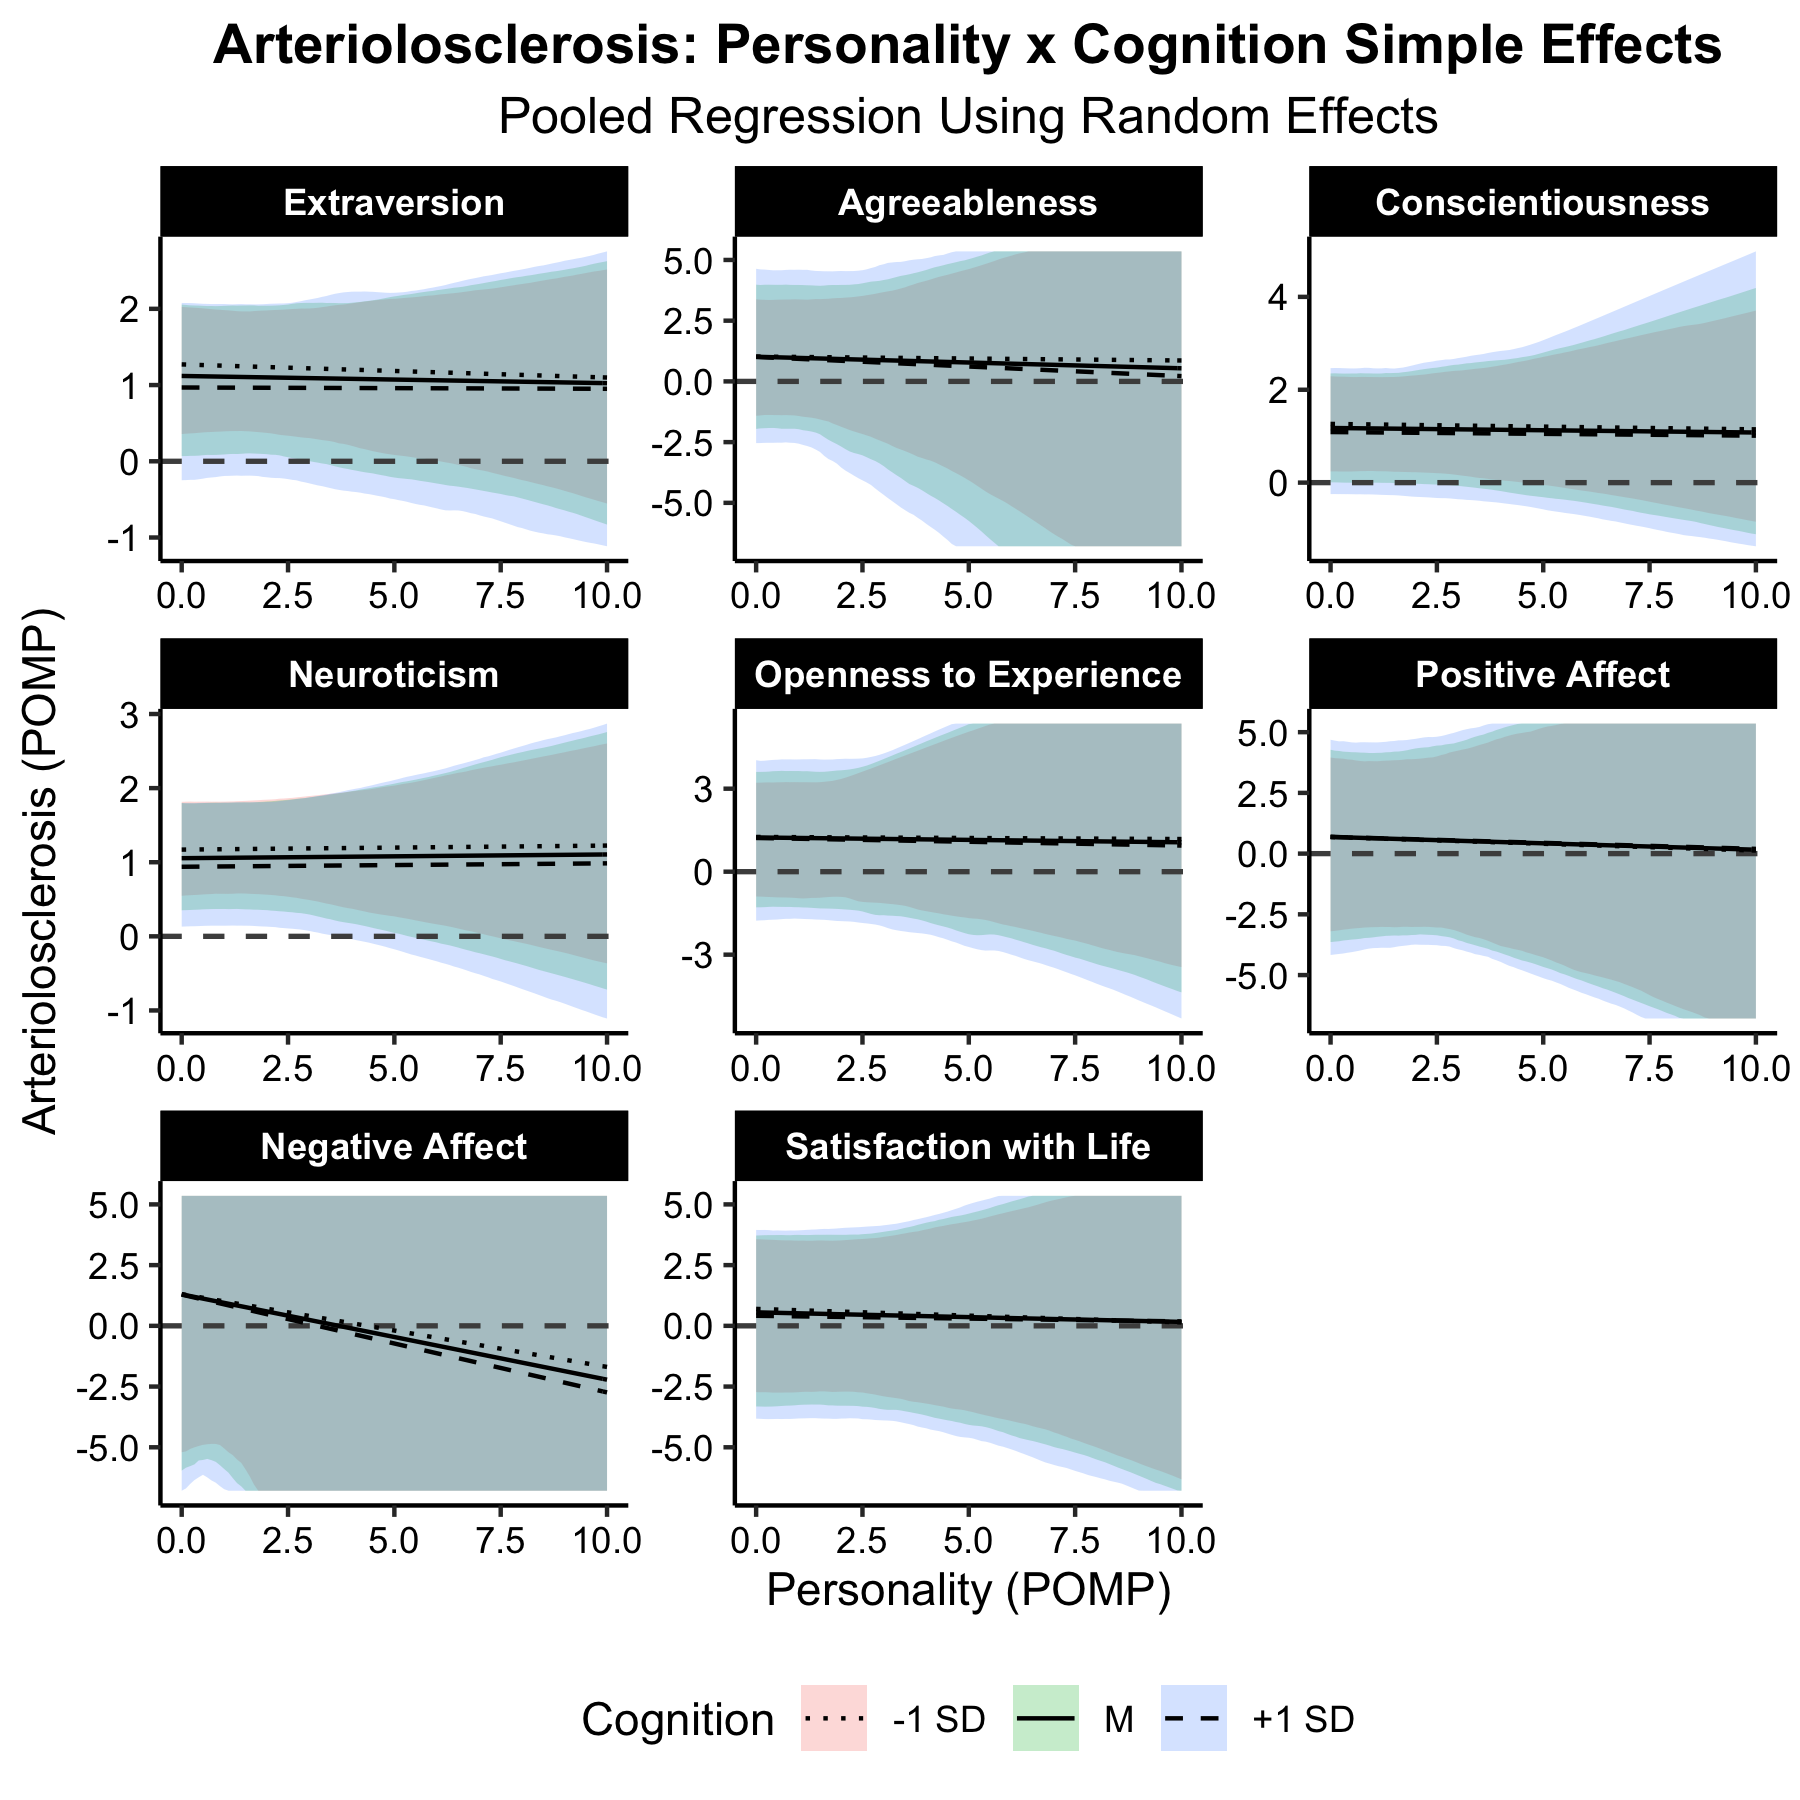 Arteriolosclerosis: Personality x Cognition Simple Effects
Pooled Regression Using Random Effects
Extraversion
2
1
0
-1
0.0 2.5 5.0 7.5 10.0
Agreeableness
5.0
2.5
0.0
-2.5
-5.0
0.0 2.5 5.0 7.5 10.0
Conscientiousness
4
2
0
0.0 2.5 5.0 7.5 10.0
Arteriolosclerosis (POMP)
Neuroticism
3
2
1
0
-1
0.0 2.5 5.0 7.5 10.0
Openness to Experience
3
0
-3
0.0 2.5 5.0 7.5 10.0
Positive Affect
5.0
2.5
0.0
-2.5
-5.0
0.0 2.5 5.0 7.5 10.0
Negative Affect
5.0
2.5
0.0
-2.5
-5.0
0.0 2.5 5.0 7.5 10.0
Satisfaction with Life
5.0
2.5
0.0
-2.5
-5.0
0.0 2.5 5.0 7.5 10.0
Personality (POMP)
Cognition -1 SD M +1 SD